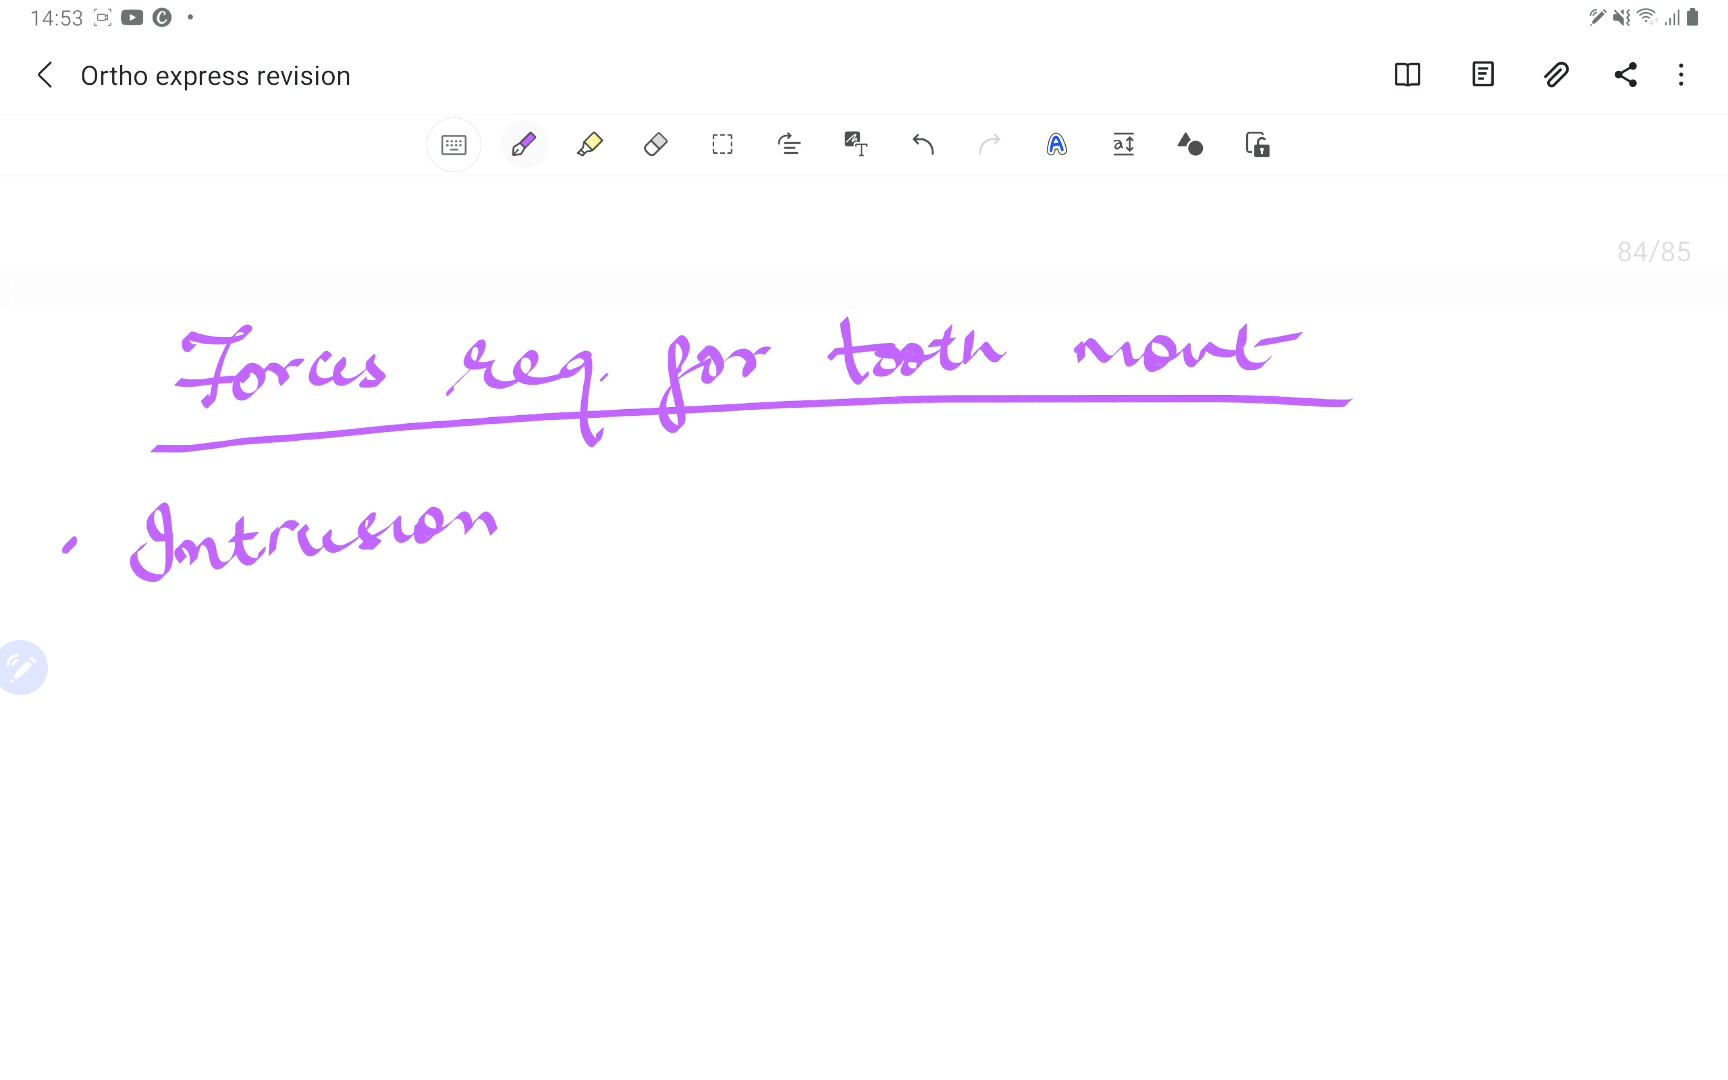 14:53
Ortho express revision
84/85
Forces req. for tooth movt
• Intrusion